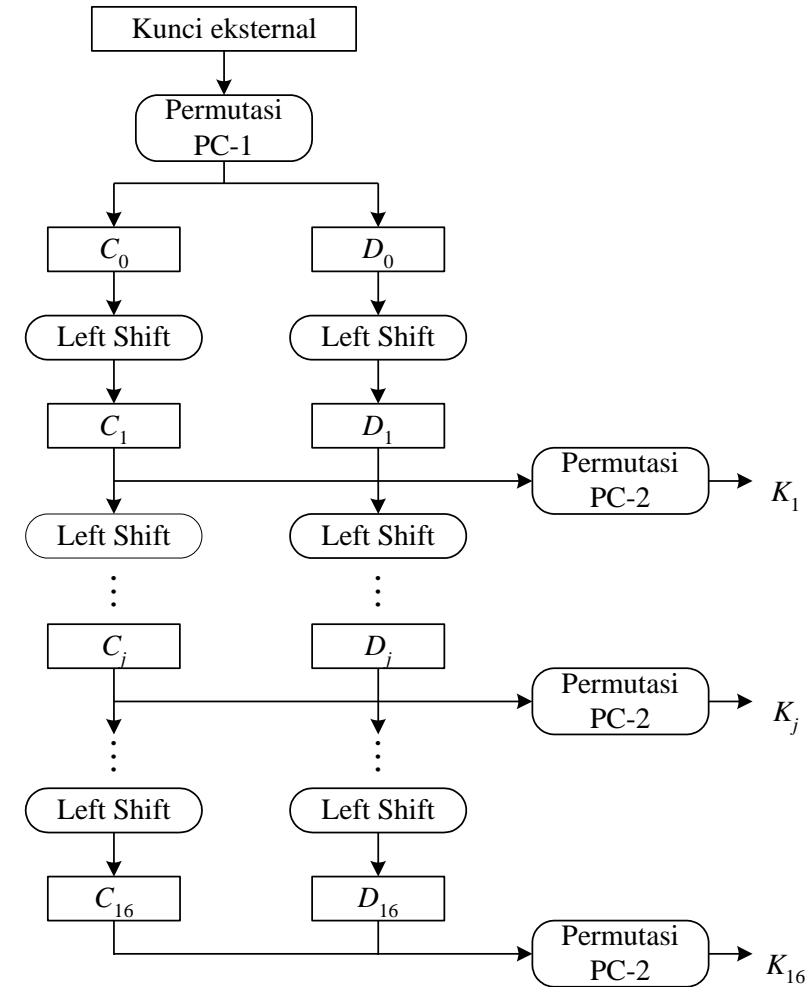 Kunci eksternal
Permutasi
PC-1
C0
D0
Left Shift
Left Shift
C1
D1
Permutasi
PC-2
K1
Left Shift
Left Shift
Cj
Dj
Permutasi
PC-2
Kj
Left Shift
Left Shift
C16
D16
Permutasi
PC-2
K16